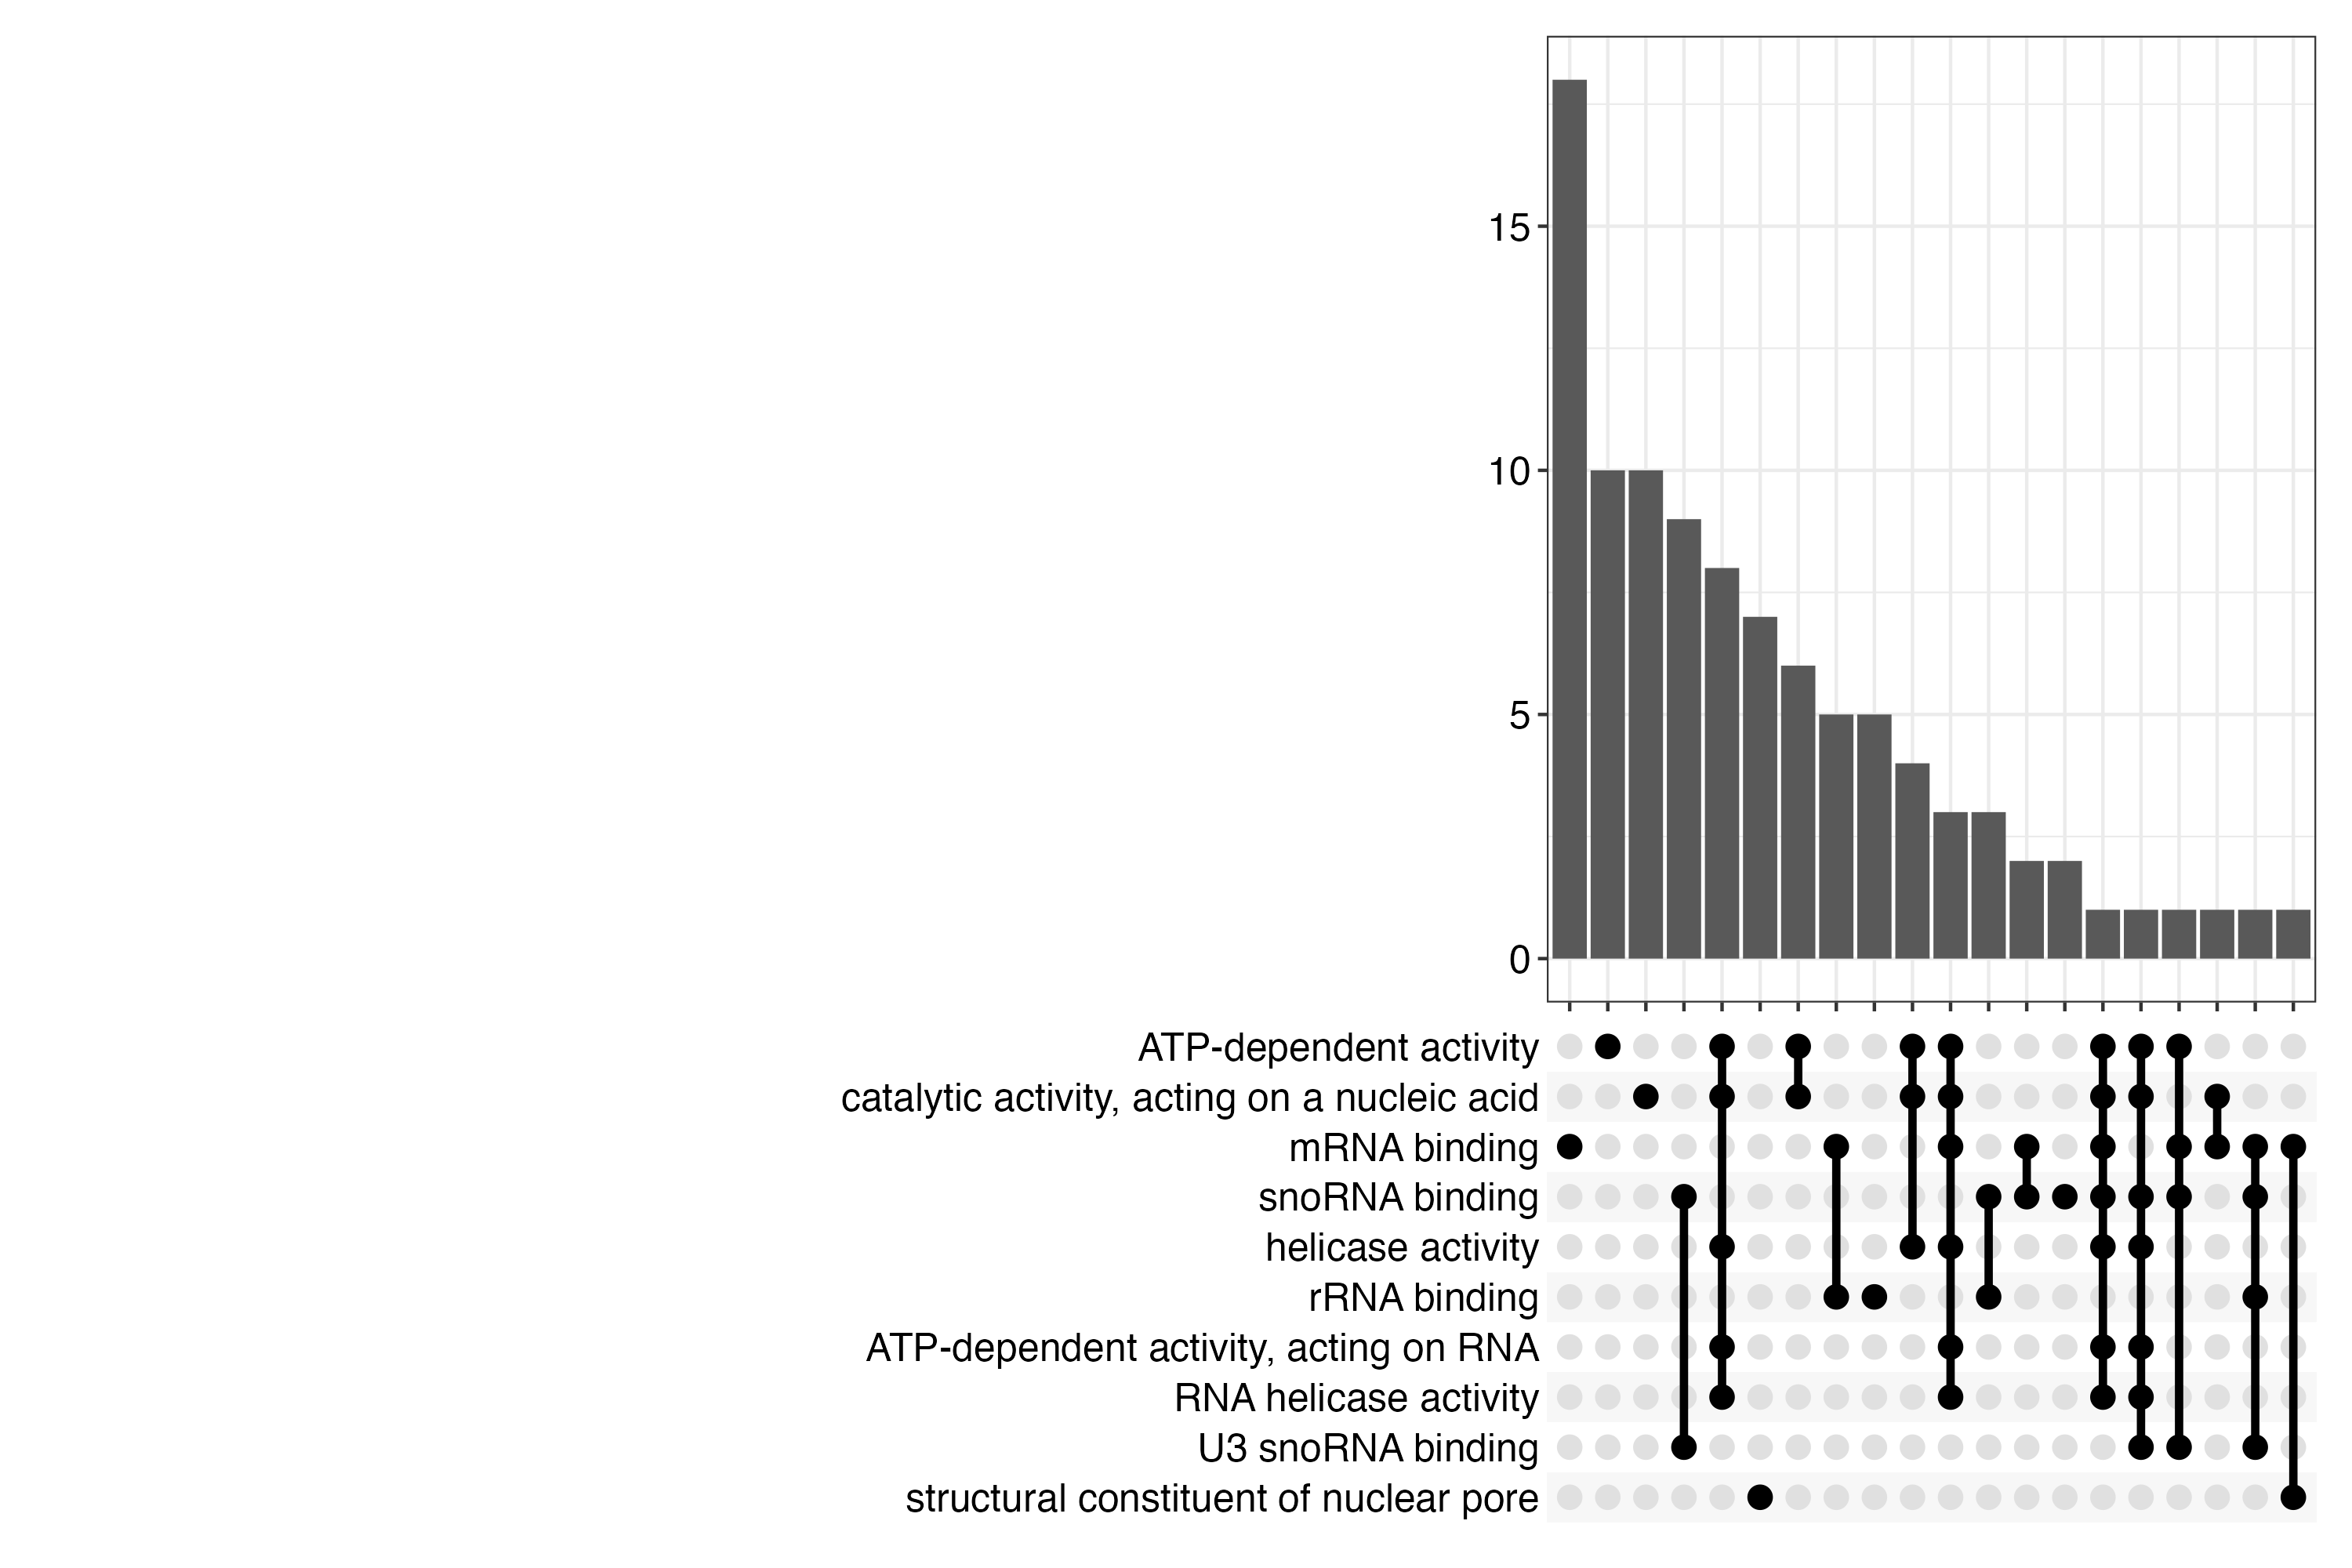 15
10
5
0
ATP-dependent activity
catalytic activity, acting on a nucleic acid
mRNA binding
snoRNA binding
helicase activity
rRNA binding
ATP-dependent activity, acting on RNA
RNA helicase activity
U3 snoRNA binding
structural constituent of nuclear pore